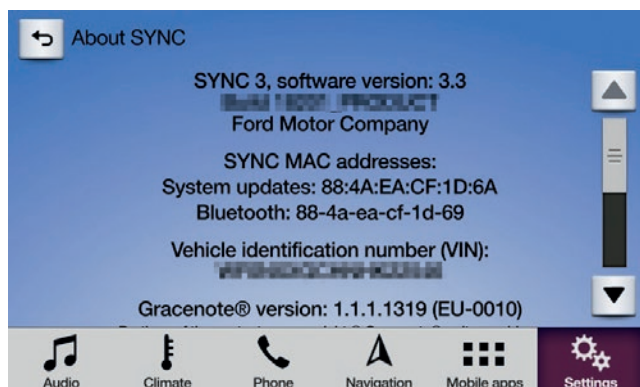 About SYNC
SYNC 3, software version: 3.3
Ford Motor Company
SYNC MAC addresses:
System updates: 88:4A:EA:CF:1D:6A
Bluetooth: 88-4a-ea-cf-1d-69
Vehicle identification number (VIN):
Gracenote® version: 1.1.1.1319 (EU-0010)
Audio
Climate
Phone
Navigation
Mobile apps
Settings